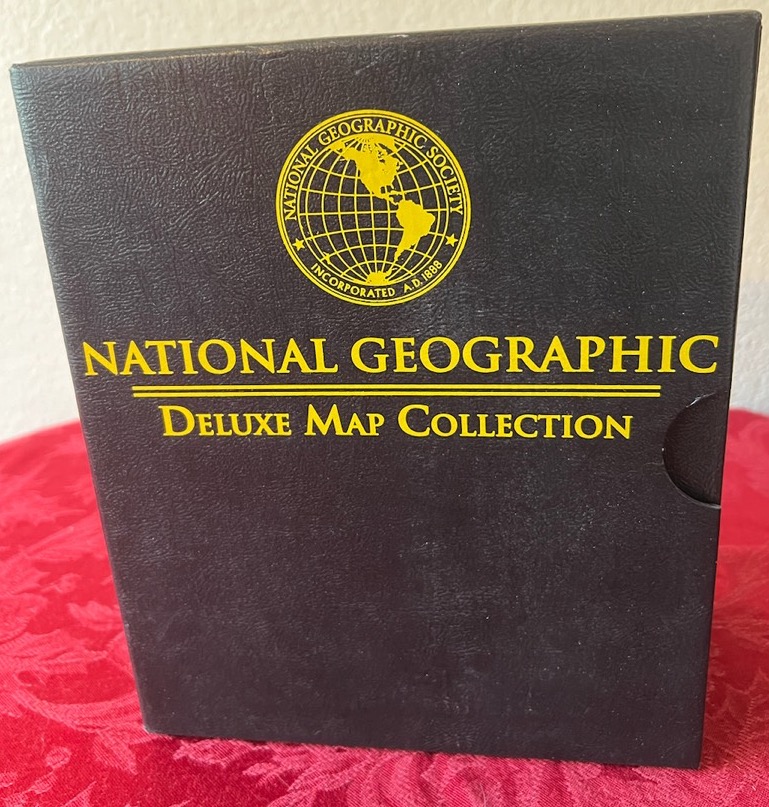 NATIONAL GEOGRAPHIC SOCIETY
INCORPORATED A.D. 1888
NATIONAL GEOGRAPHIC
DELUXE MAP COLLECTION